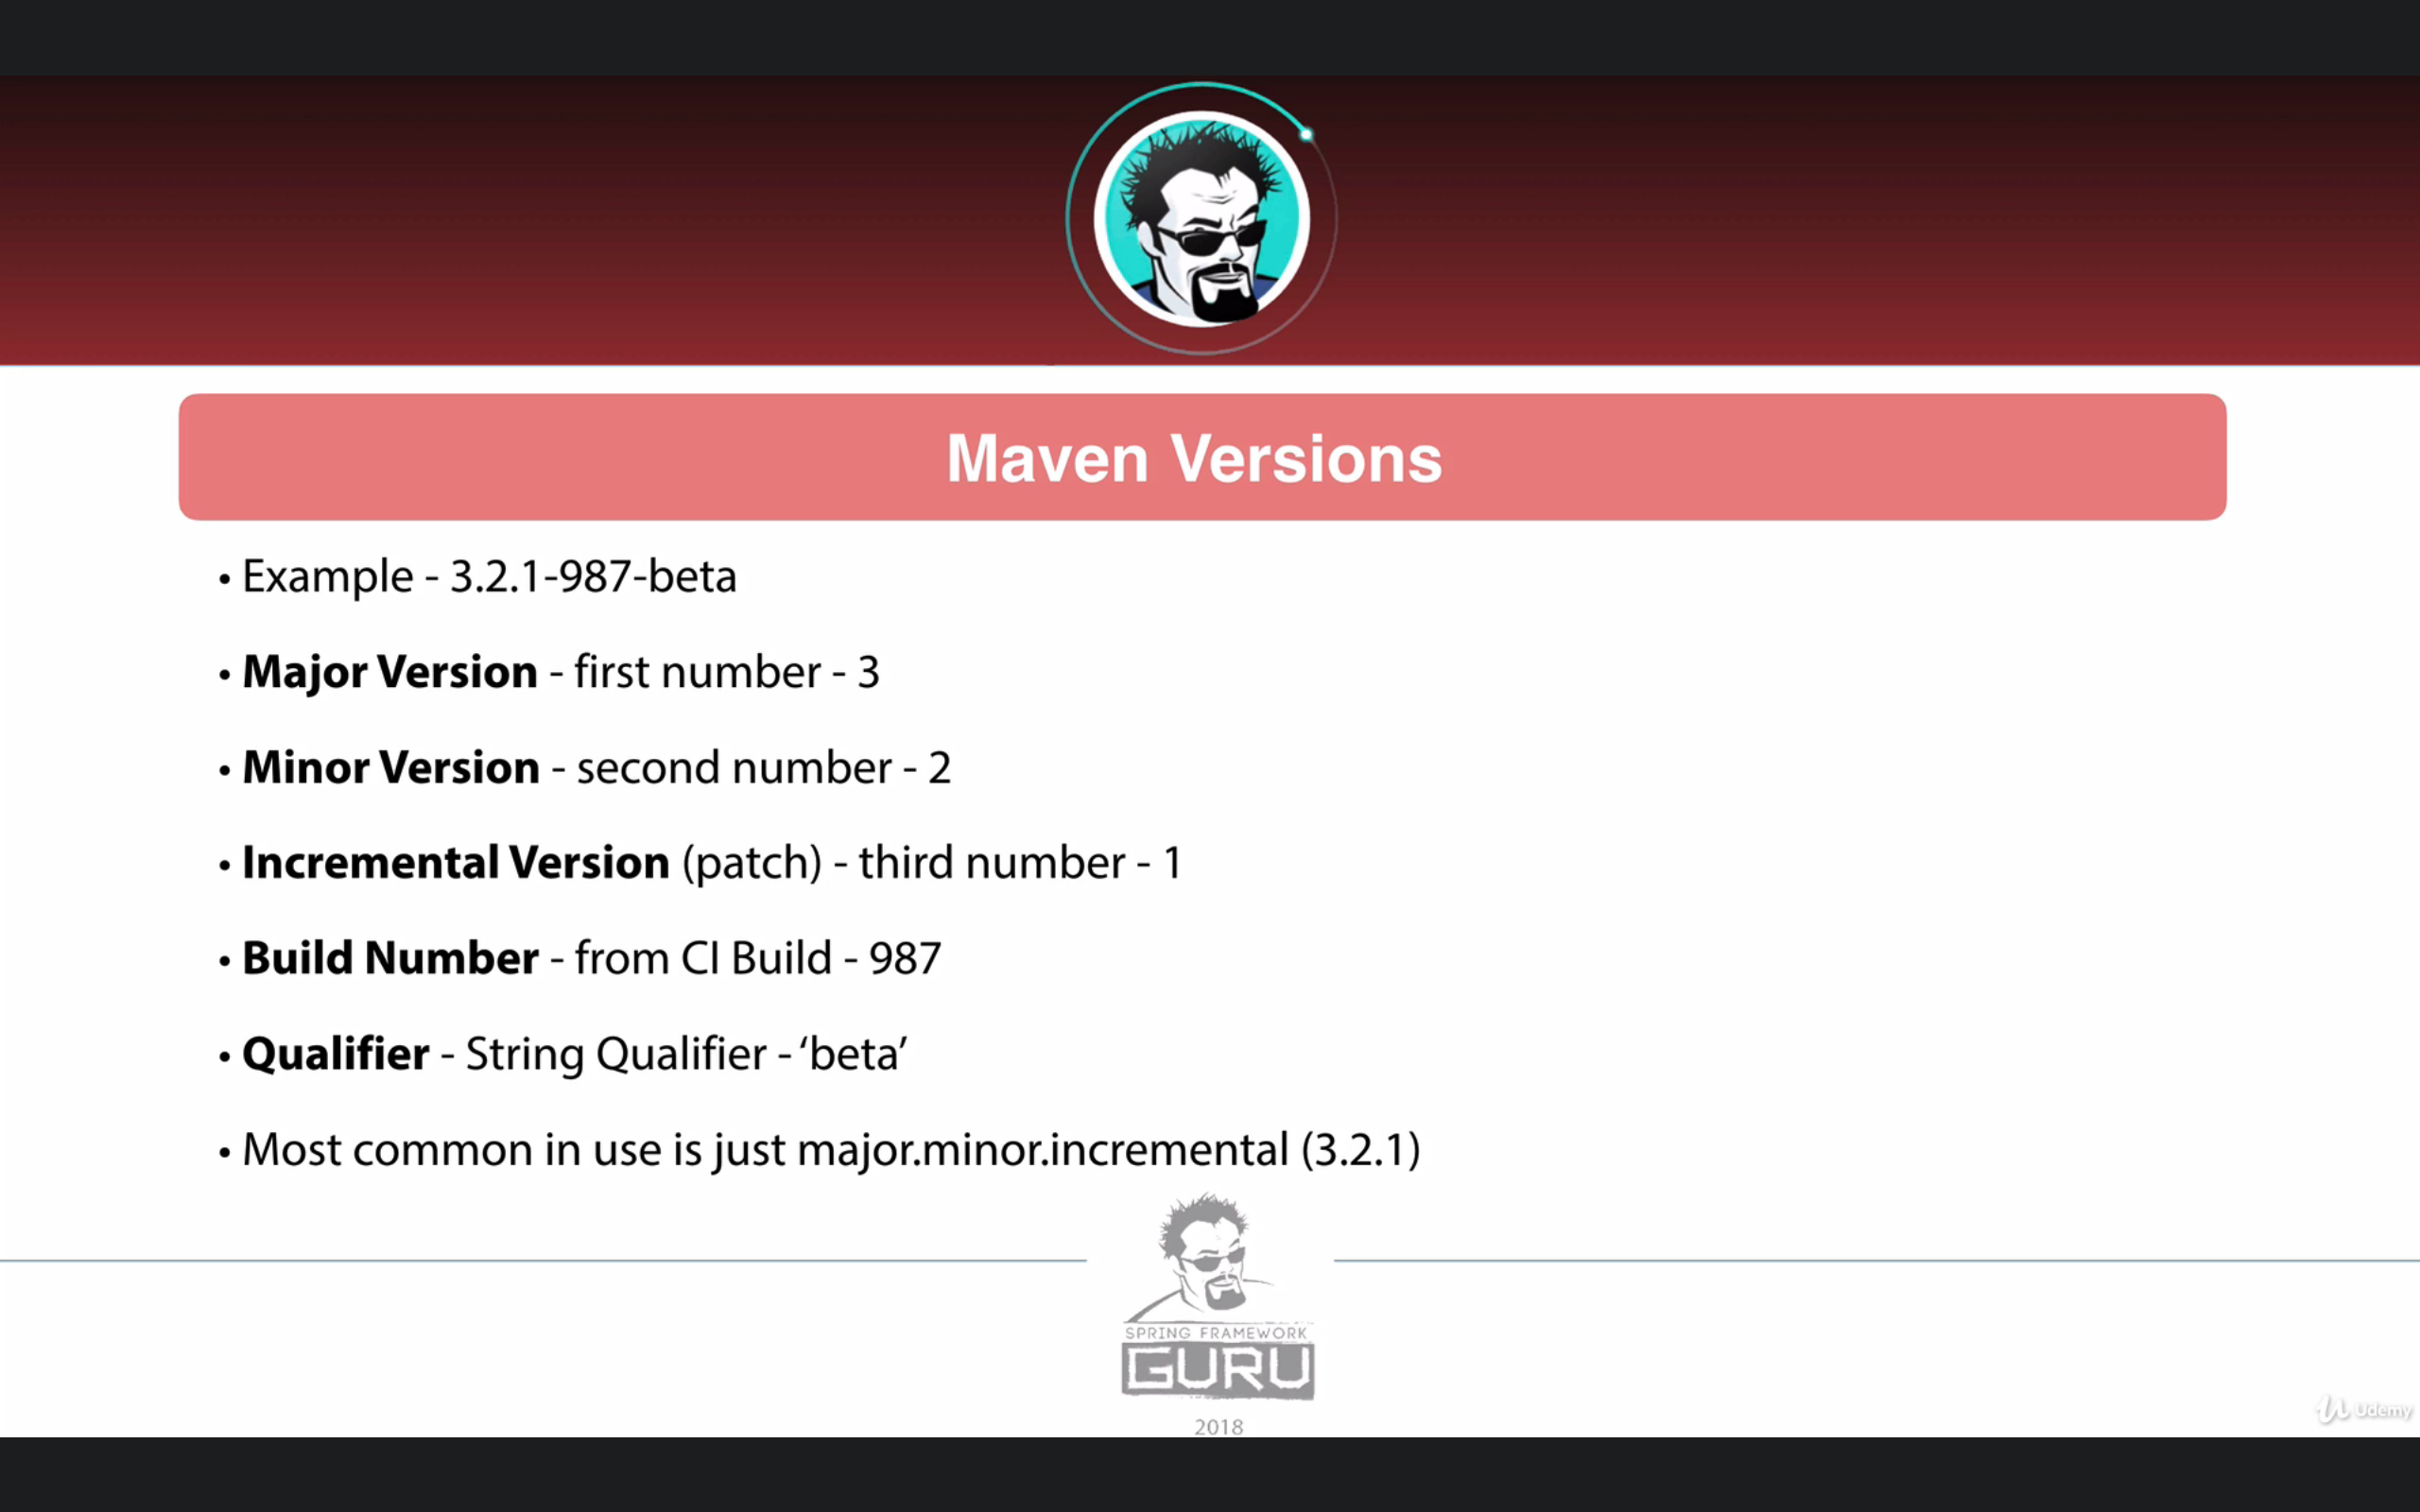 Maven Versions
• Example - 3.2.1-987-beta
• Major Version - first number - 3
• Minor Version - second number - 2
• Incremental Version (patch) - third number - 1
• Build Number - from CI Build - 987
• Qualifier - String Qualifier - ‘beta’
• Most common in use is just major.minor.incremental (3.2.1)
SPRING FRAMEWORK
GURU
2018
Udemy